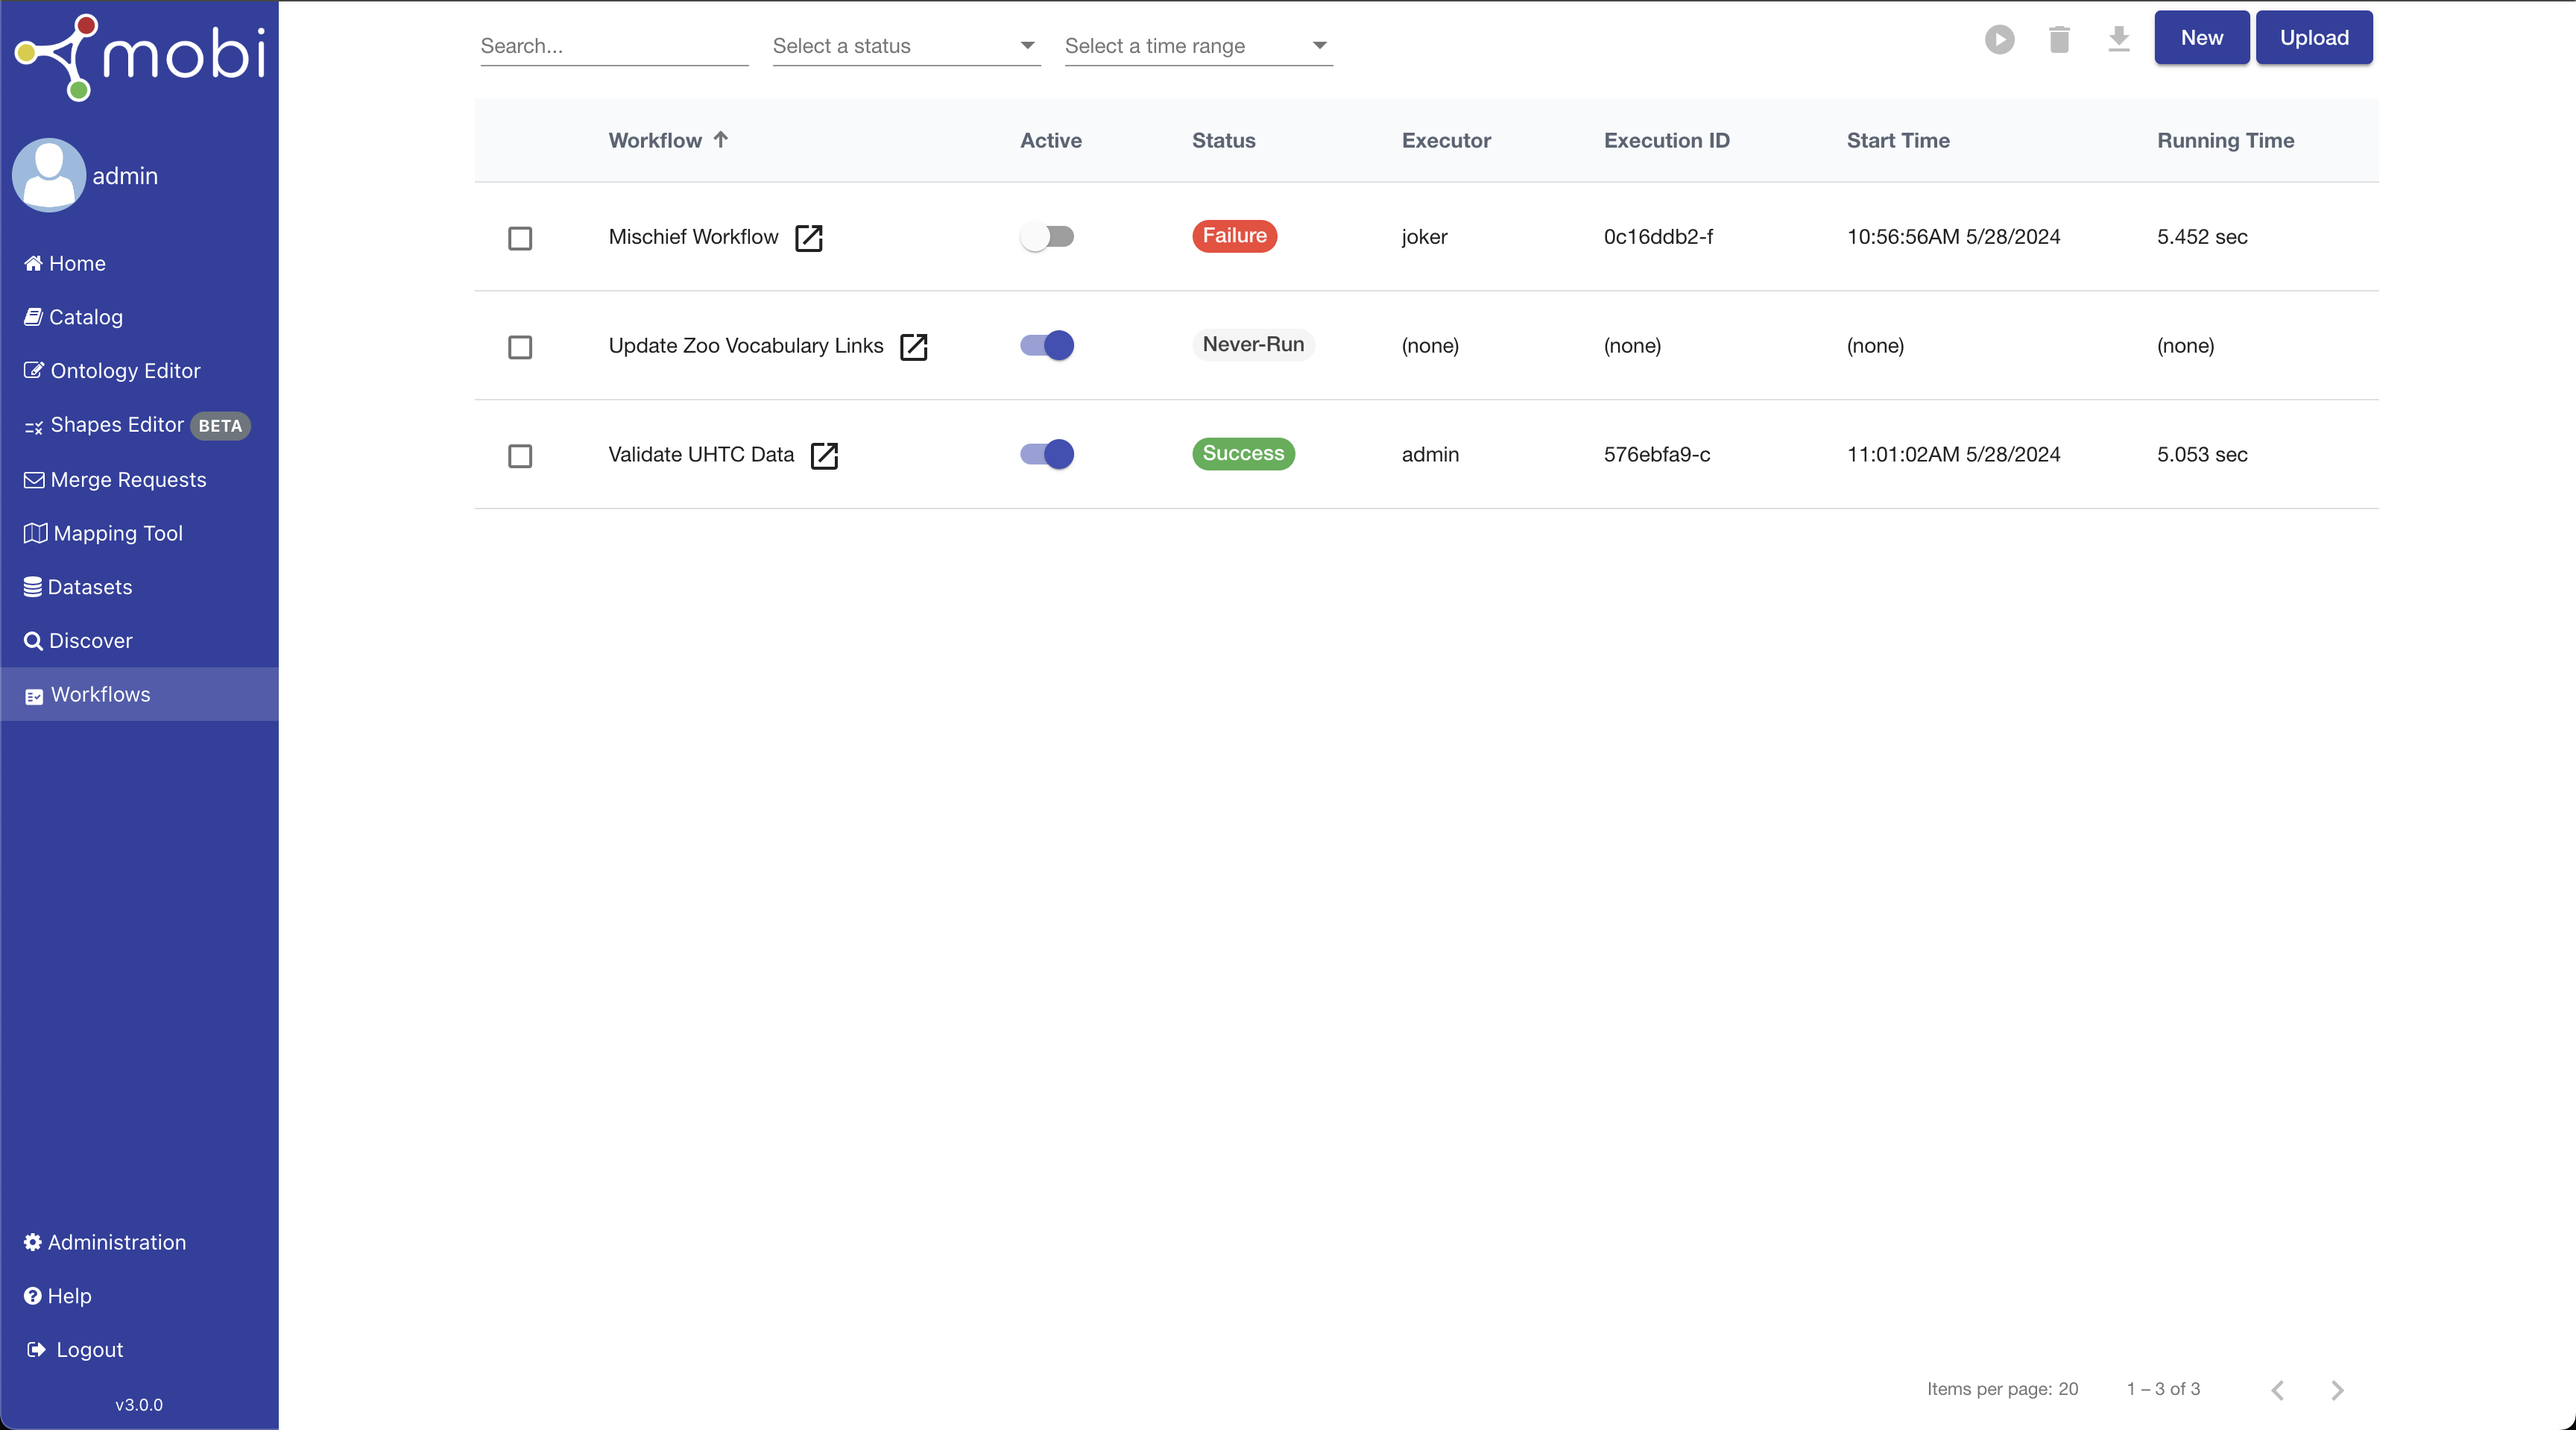 mobi
admin
Home
Catalog
Ontology Editor
Shapes Editor BETA
Merge Requests
Mapping Tool
Datasets
Discover
Workflows
Administration
Help
Logout
v3.0.0
Search... Select a status Select a time range New Upload
Workflow Active Status Executor Execution ID Start Time Running Time
Mischief Workflow Failure joker 0c16ddb2-f 10:56:56AM 5/28/2024 5.452 sec
Update Zoo Vocabulary Links Never-Run (none) (none) (none) (none)
Validate UHTC Data Success admin 576ebfa9-c 11:01:02AM 5/28/2024 5.053 sec
Items per page: 20 1 – 3 of 3